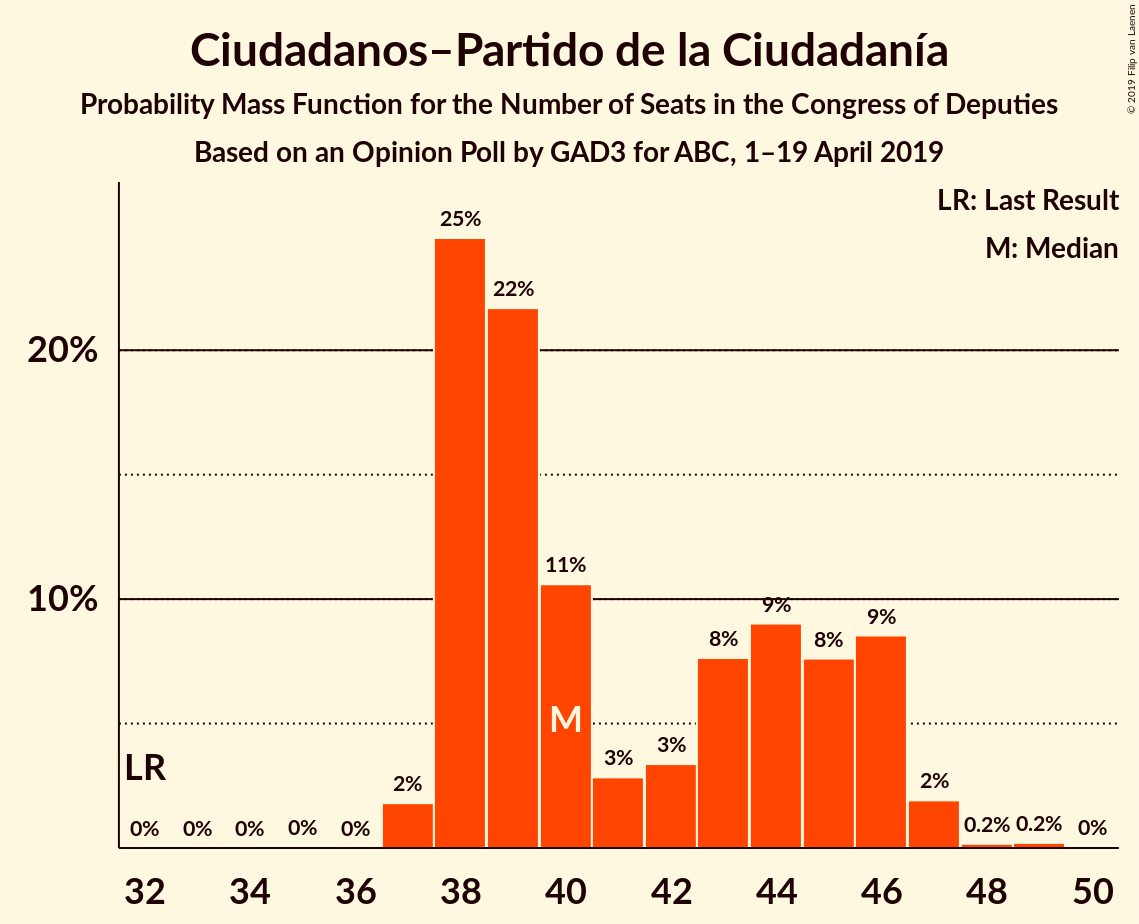 Ciudadanos–Partido de la Ciudadanía
Probability Mass Function for the Number of Seats in the Congress of Deputies
Based on an Opinion Poll by GAD3 for ABC, 1–19 April 2019
© 2019 Filip van Laenen
LR: Last Result
M: Median
25%
22%
20%
11%
10%
9%
9%
8%
8%
M
3%
3%
LR
2%
2%
0% 0% 0% 0% 0% 0.2% 0.2% 0%
32 34 36 38 40 42 44 46 48 50